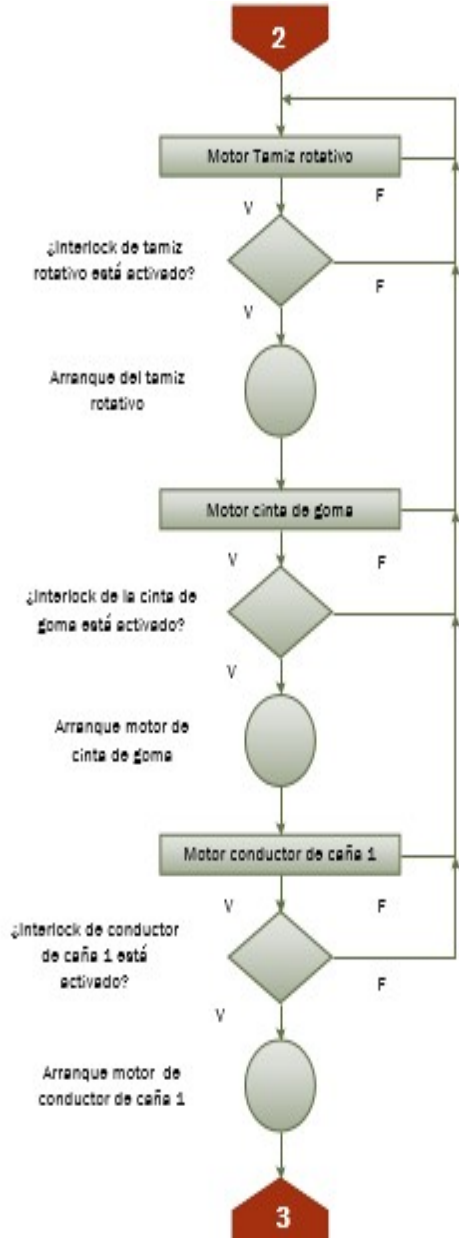 2
Motor Tamiz rotativo
V
F
¿Interlock de tamiz
rotativo está activado?
F
V
Arranque del tamiz
rotativo
Motor cinta de goma
V
F
¿Interlock de la cinta de
goma está activado?
V
Arranque motor de
cinta de goma
Motor conductor de caña 1
V
F
¿Interlock de conductor
de caña 1 está
activado?
F
V
Arranque motor de
conductor de caña 1
3